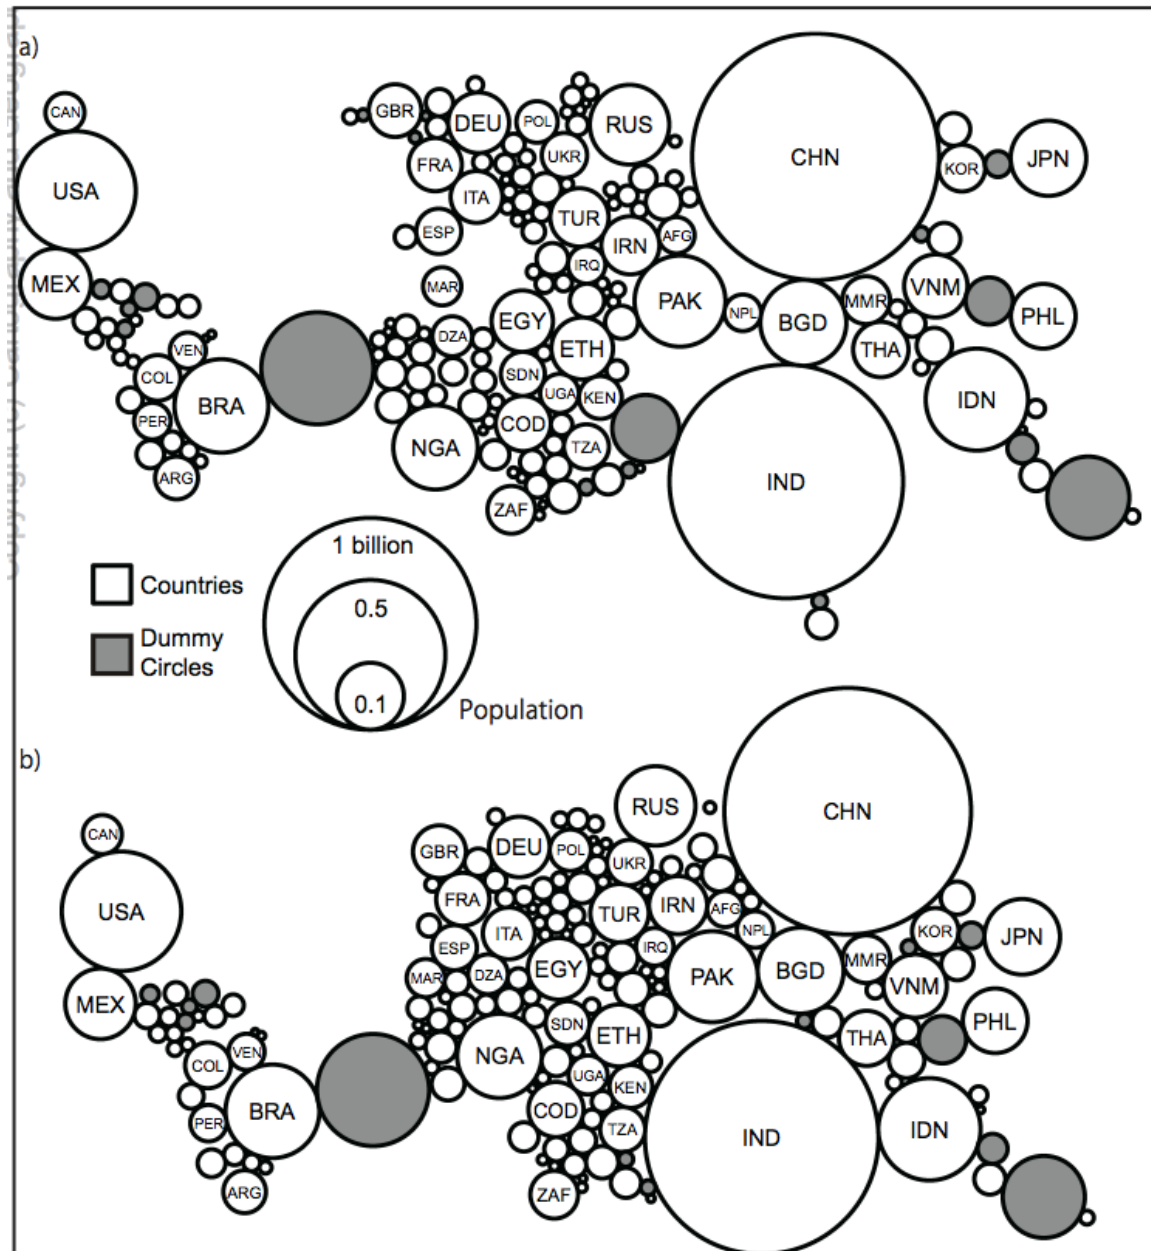 a)
CAN
USA
MEX
VEN
COL
BRA
PER
ARG
GBR
DEU
POL
RUS
FRA
UKR
ITA
ESP
TUR
IRN
AFG
IRQ
MAR
CHN
KOR
JPN
PAK
NPL
BGD
MMR
VNM
PHL
THA
EGY
DZA
ETH
SDN
UGA
KEN
NGA
COD
TZA
ZAF
IND
IDN
Countries
Dummy
Circles
1 billion
0.5
0.1
Population
b)
CAN
USA
MEX
COL
VEN
BRA
PER
ARG
RUS
CHN
GBR
DEU
POL
UKR
FRA
TUR
IRN
AFG
NPL
ITA
ESP
IRQ
MAR
DZA
EGY
PAK
BGD
MMR
KOR
JPN
VNM
PHL
SDN
ETH
THA
NGA
UGA
KEN
COD
TZA
ZAF
IND
IDN